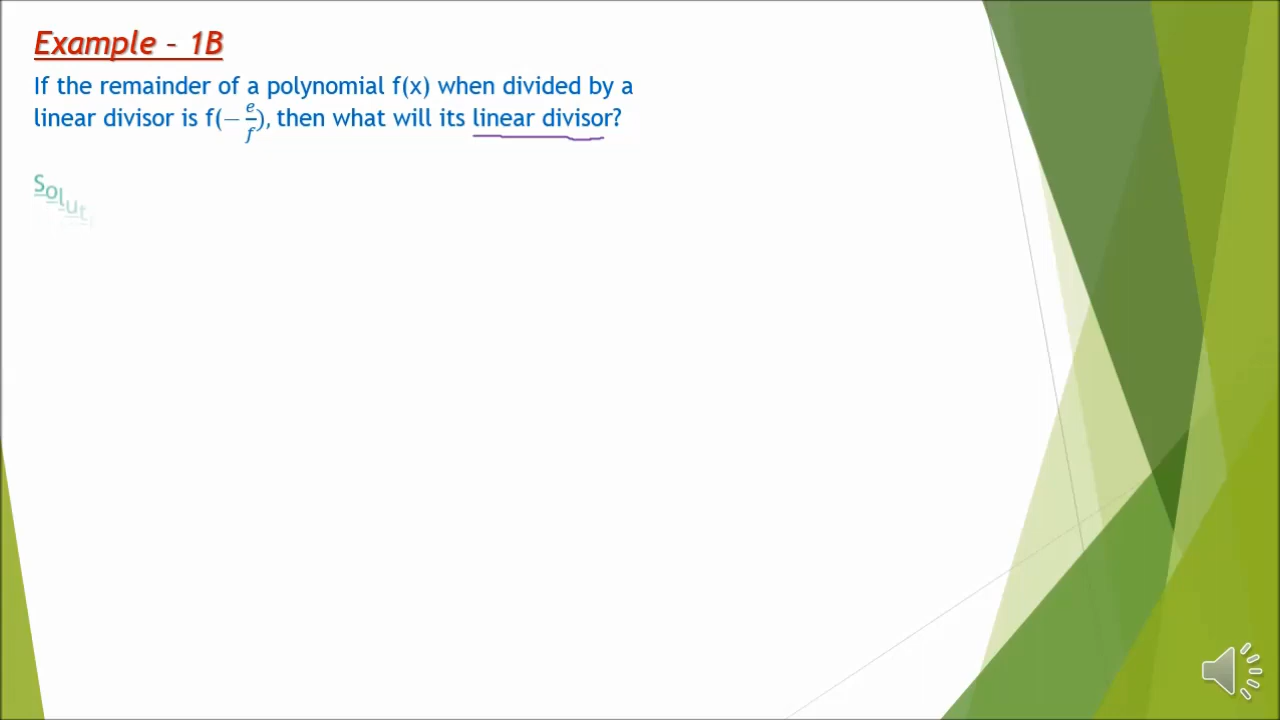 Example – 1B
If the remainder of a polynomial f(x) when divided by a
linear divisor is f(−e/f), then what will its linear divisor?
Solut